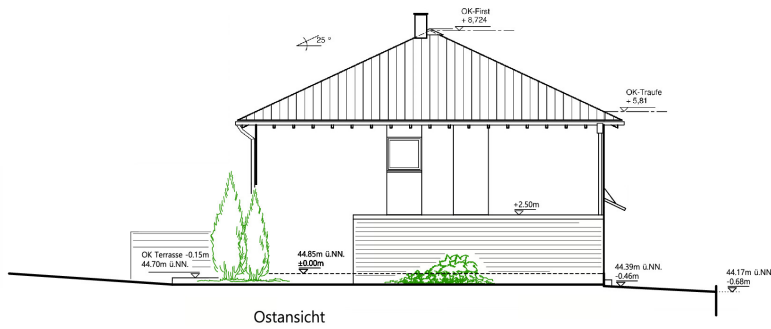 OK-First
+ 8,724
25 °
OK-Traufe
+ 5,81
+2.50m
OK Terrasse -0.15m
44.70m ü.NN.
44.85m ü.NN.
±0.00m
44.39m ü.NN.
-0.46m
44.17m ü.NN
-0.68m
Ostansicht